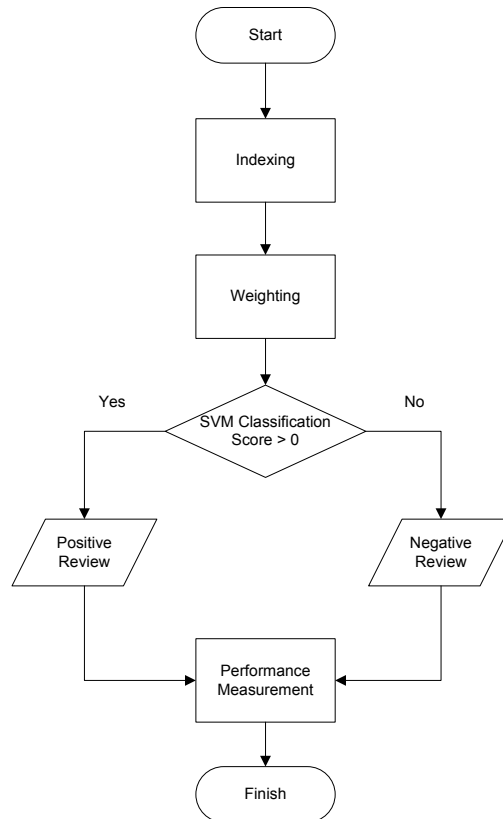 Start
Indexing
Weighting
Yes
No
SVM Classification
Score > 0
Positive
Review
Negative
Review
Performance
Measurement
Finish